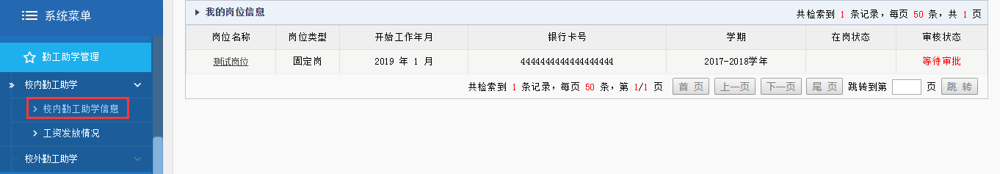 系统菜单
勤工助学管理
校内勤工助学
校内勤工助学信息
工资发放情况
校外勤工助学
我的岗位信息
共检索到 1 条记录，每页 50 条，共 1 页
岗位名称 岗位类型 开始工作年月 银行卡号 学期 在岗状态 审核状态
测试岗位 固定岗 2019 年 1 月 4444444444444444444 2017-2018学年 等待审批
共检索到 1 条记录，每页 50 条，第 1/1 页 首 页 上一页 下一页 尾 页 跳转到第 页 跳 转